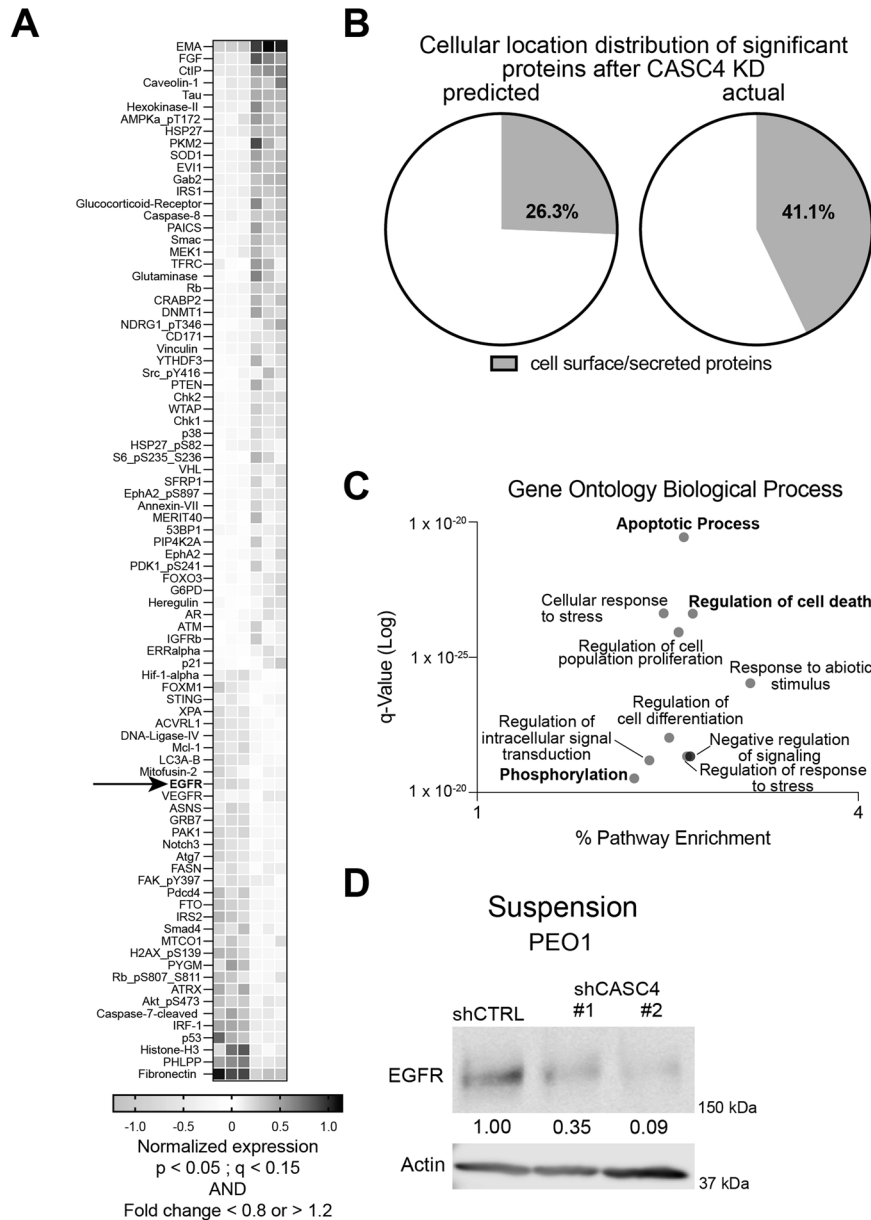 A
EMA
FGF
CtIP
Caveolin-1
Tau
Hexokinase-II
AMPKa_pT172
HSP27
PKM2
SOD1
EVI1
Gab2
IRS1
Glucocorticoid-Receptor
Caspase-8
PAICS
Smac
MEK1
TFRC
Glutaminase
Rb
CRABP2
DNMT1
NDRG1_pT346
CD171
Vinculin
YTHDF3
Src_pY416
PTEN
Chk2
WTAP
Chk1
p38
HSP27_pS82
S6_pS235_S236
VHL
SFRP1
EphA2_pS897
Annexin-VII
MERIT40
53BP1
PIP4K2A
EphA2
PDK1_pS241
FOXO3
G6PD
Heregulin
AR
ATM
IGFRb
ERRalpha
p21
Hif-1-alpha
FOXM1
STING
XPA
ACVRL1
DNA-Ligase-IV
Mcl-1
LC3A-B
Mitofusin-2
EGFR
VEGFR
ASNS
GRB7
PAK1
Notch3
Atg7
FASN
FAK_pY397
Pdcd4
FTO
IRS2
Smad4
MTCO1
H2AX_pS139
PYGM
Rb_pS807_S811
ATRX
Akt_pS473
Caspase-7-cleaved
IRF-1
p53
Histone-H3
PHLPP
Fibronectin
-1.0 -0.5 0 0.5 1.0
Normalized expression
p < 0.05 ; q < 0.15
AND
Fold change < 0.8 or > 1.2
B
Cellular location distribution of significant
proteins after CASC4 KD
predicted actual
26.3% 41.1%
cell surface/secreted proteins
C
Gene Ontology Biological Process
q-Value (Log)
1 x 10-20
1 x 10-25
1 x 10-20
Apoptotic Process
Cellular response
to stress
Regulation of cell death
Regulation of cell
population proliferation
Response to abiotic
stimulus
Regulation of
cell differentiation
Regulation of
intracellular signal
transduction
Negative regulation
of signaling
Phosphorylation
Regulation of response
to stress
1 4
% Pathway Enrichment
D
Suspension
PEO1
shCASC4
shCTRL #1 #2
EGFR
150 kDa
1.00 0.35 0.09
Actin
37 kDa